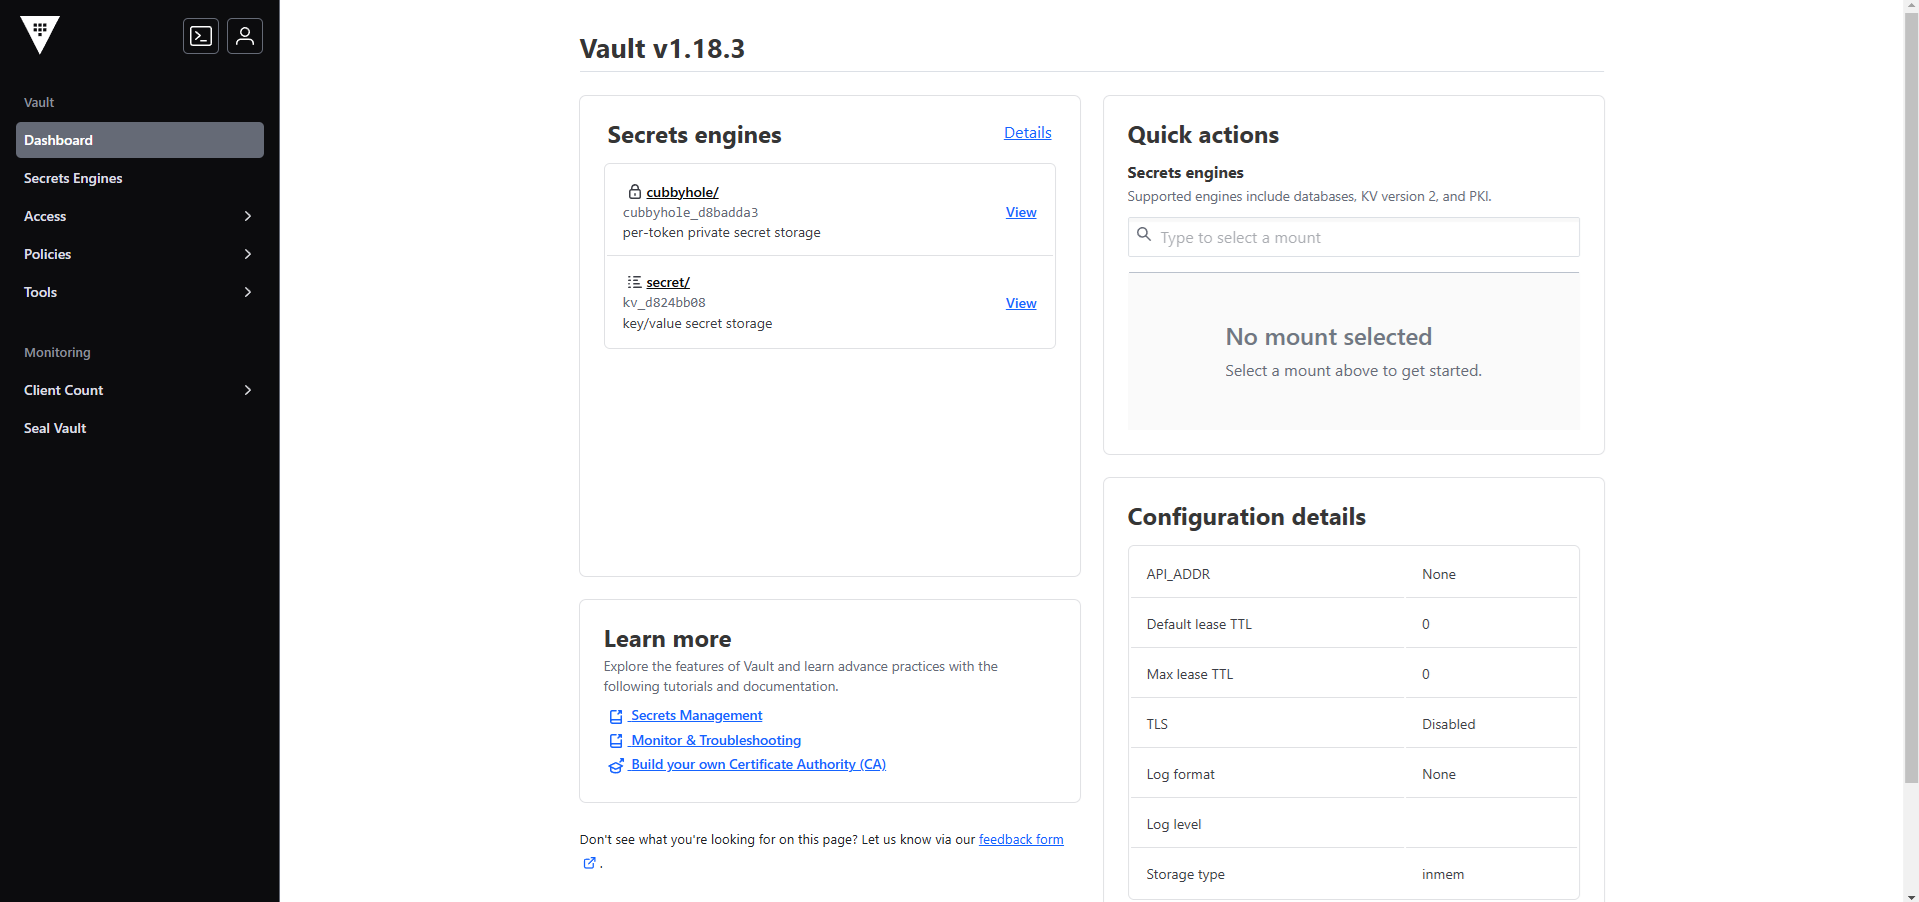 Vault
Dashboard
Secrets Engines
Access
Policies
Tools
Monitoring
Client Count
Seal Vault
Vault v1.18.3
Secrets engines
Details
cubbyhole/
cubbyhole_d8badda3
View
per-token private secret storage
secret/
kv_d824bb08
View
key/value secret storage
Learn more
Explore the features of Vault and learn advance practices with the
following tutorials and documentation.
Secrets Management
Monitor & Troubleshooting
Build your own Certificate Authority (CA)
Don't see what you're looking for on this page? Let us know via our feedback form
.
Quick actions
Secrets engines
Supported engines include databases, KV version 2, and PKI.
Type to select a mount
No mount selected
Select a mount above to get started.
Configuration details
API_ADDR None
Default lease TTL 0
Max lease TTL 0
TLS Disabled
Log format None
Log level
Storage type inmem